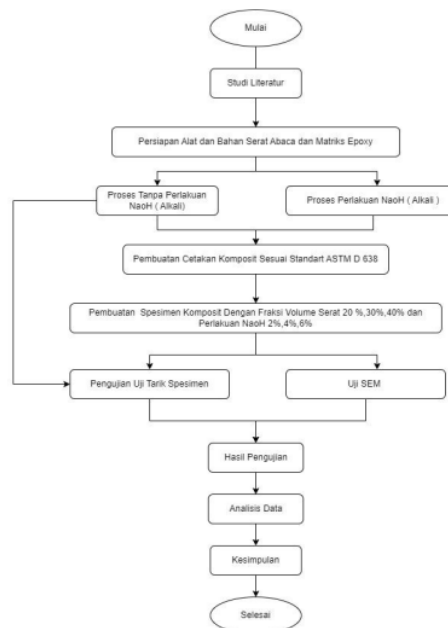 Mulai
Studi Literatur
Persiapan Alat dan Bahan Serat Abaca dan Matriks Epoxy
Proses Tanpa Perlakuan
NaoH ( Alkali)
Proses Perlakuan NaoH ( Alkali )
Pembuatan Cetakan Komposit Sesuai Standart ASTM D 638
Pembuatan Spesimen Komposit Dengan Fraksi Volume Serat 20 %,30%,40% dan
Perlakuan NaoH 2%,4%,6%
Pengujian Uji Tarik Spesimen
Uji SEM
Hasil Pengujian
Analisis Data
Kesimpulan
Selesai